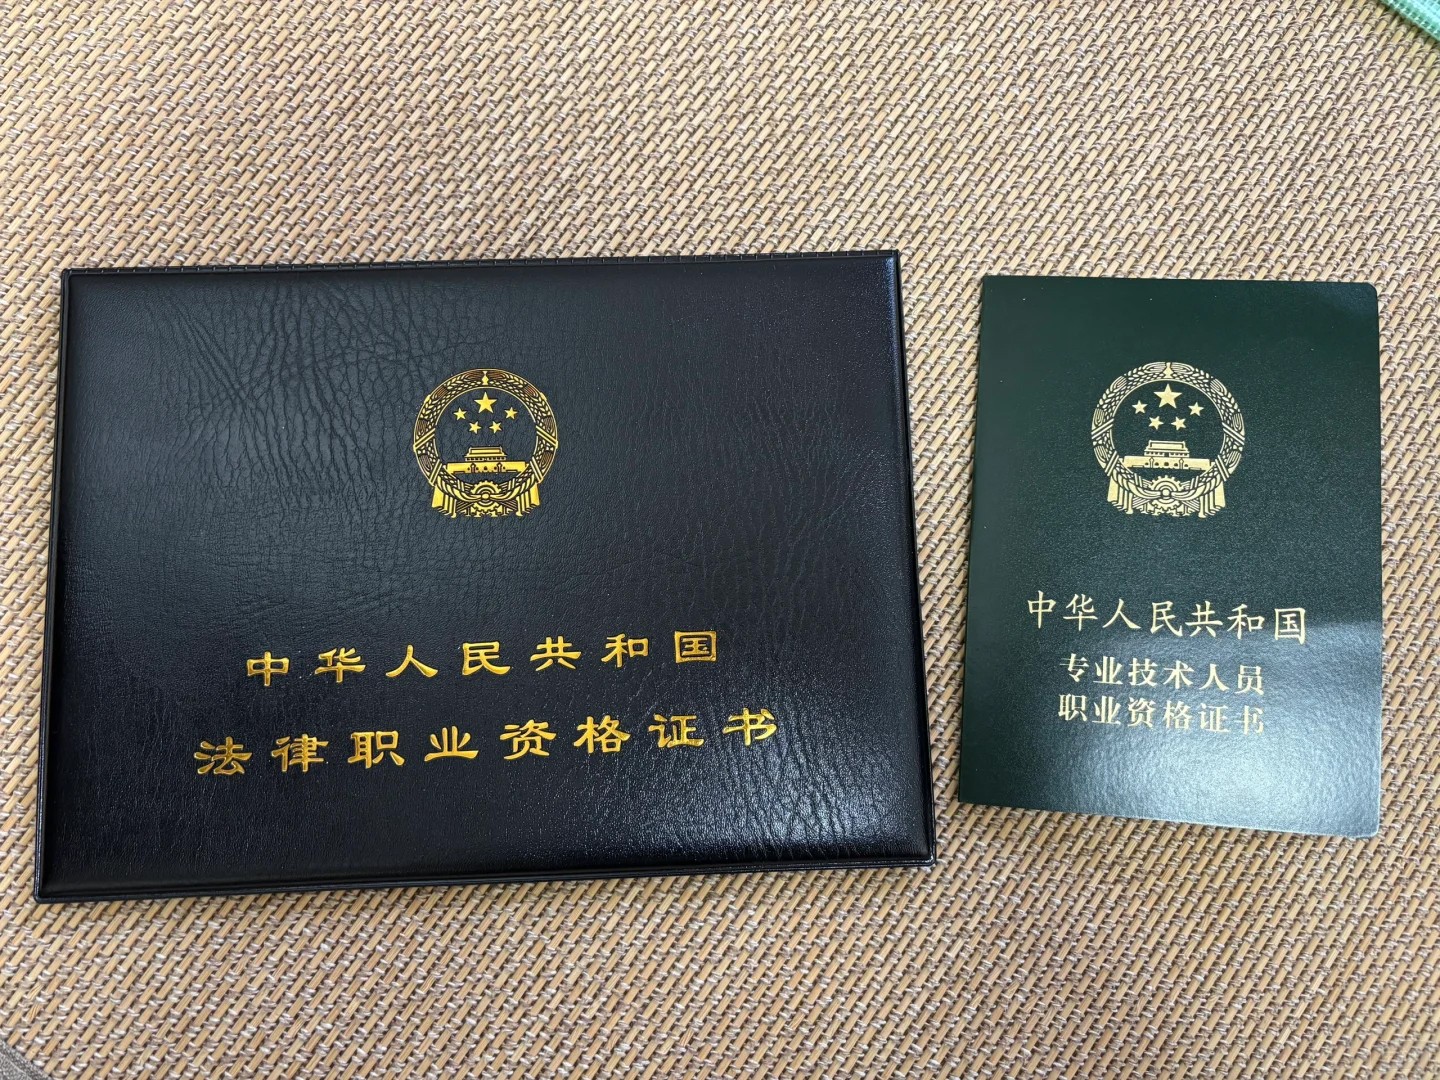 中华人民共和国
法律职业资格证书
中华人民共和国
专业技术人员
职业资格证书